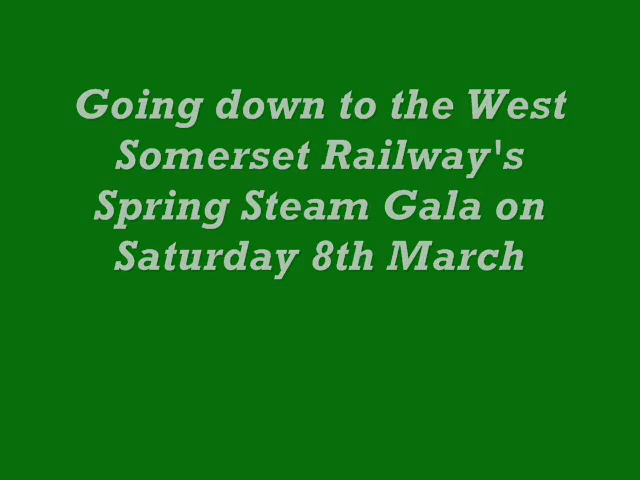 Going down to the West
Somerset Railway's
Spring Steam Gala on
Saturday 8th March